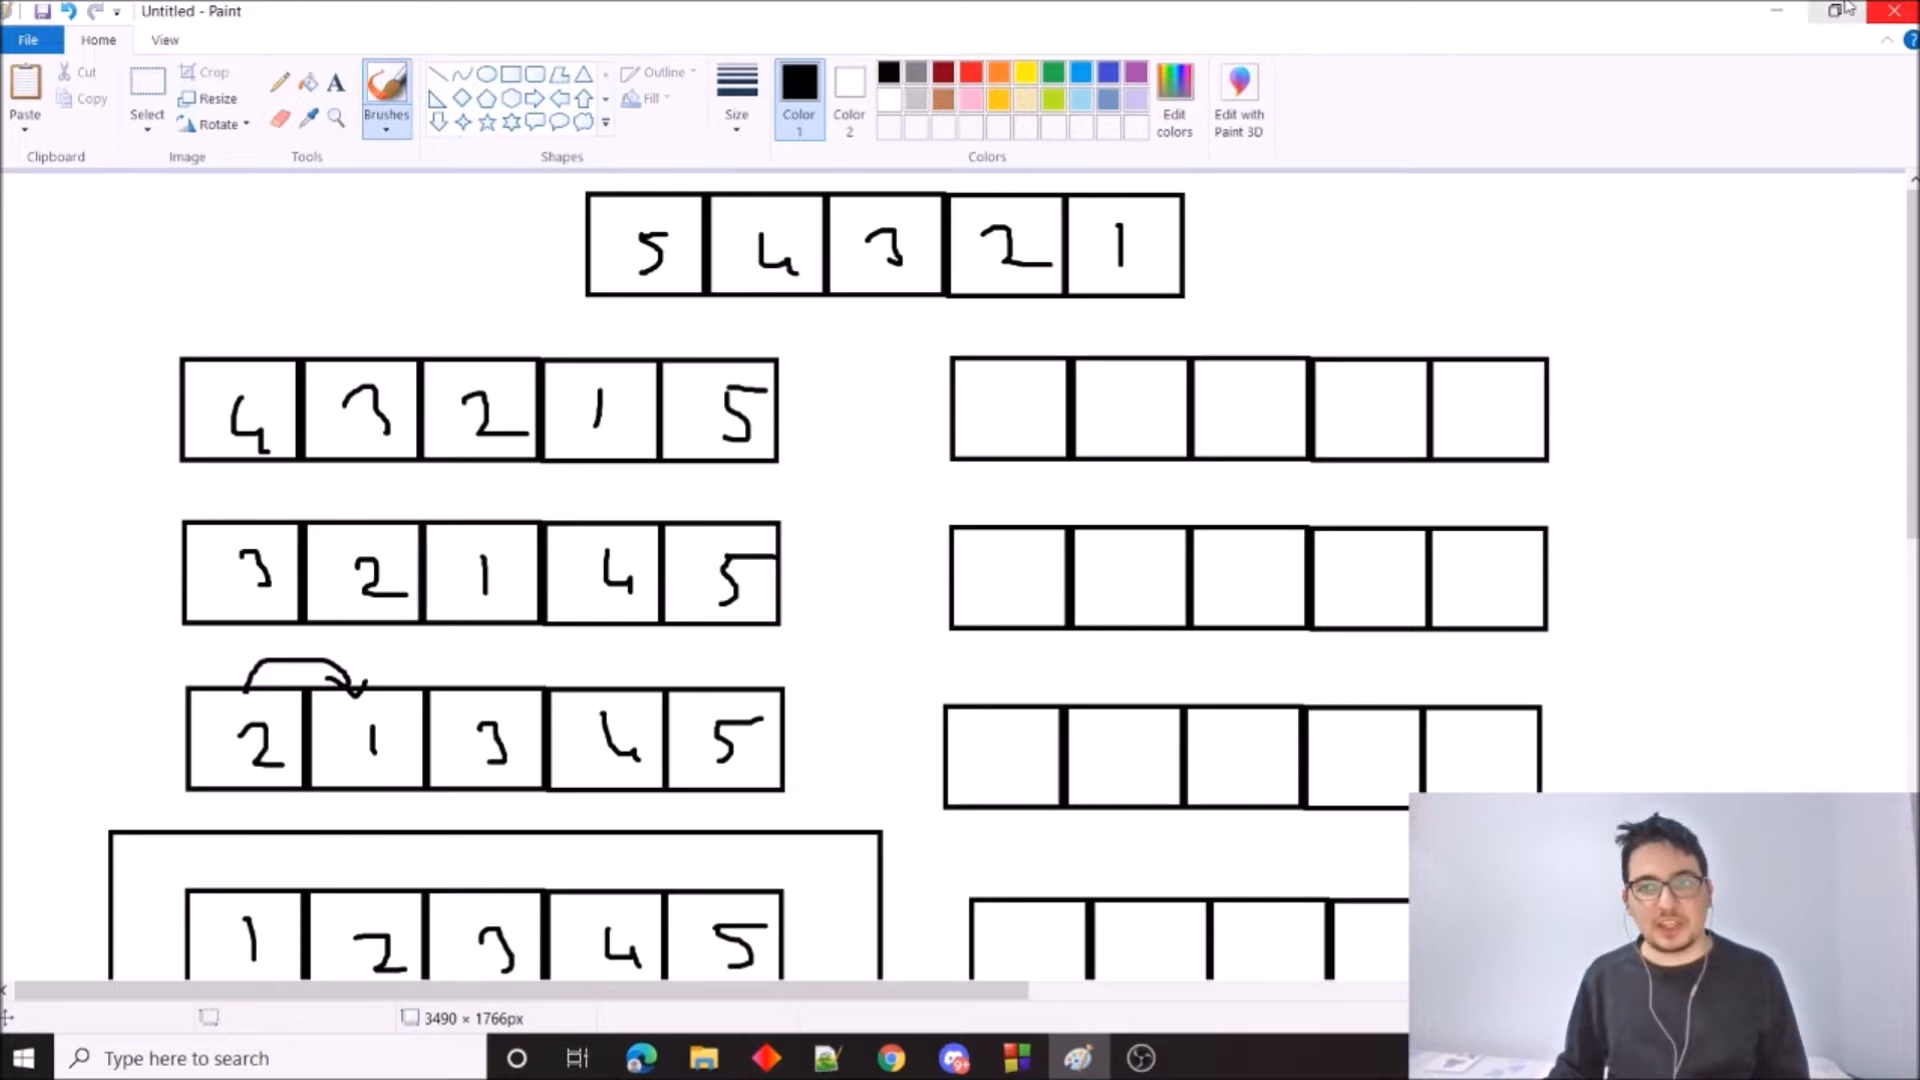 Untitled - Paint
File Home View
Paste
Cut
Copy
Clipboard
Select
Crop
Resize
Rotate
Image
Tools
Brushes
Outline
Fill
Shapes
Size
Color 1
Color 2
Edit colors
Edit with Paint 3D
Colors
5 4 3 2 1
4 3 2 1 5
3 2 1 4 5
2 1 3 4 5
1 2 3 4 5
3490 × 1766px
Type here to search
9+